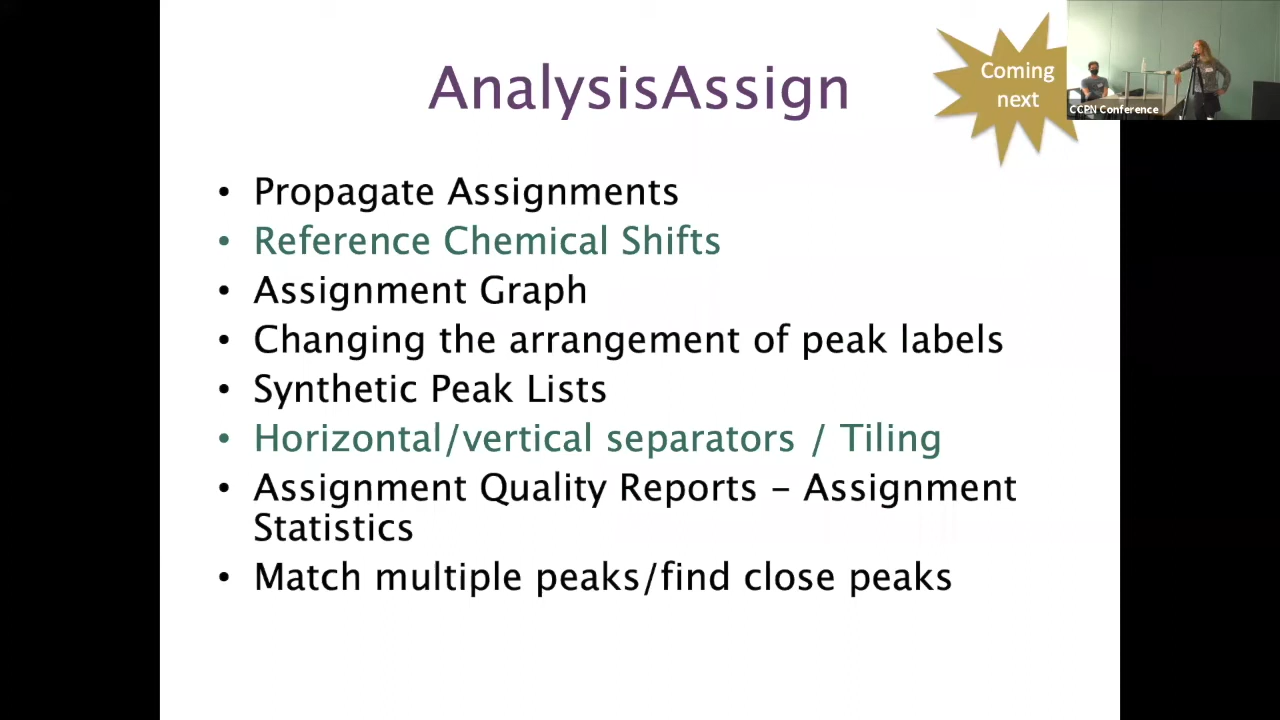 AnalysisAssign
Coming
next
CCPN Conference
• Propagate Assignments
• Reference Chemical Shifts
• Assignment Graph
• Changing the arrangement of peak labels
• Synthetic Peak Lists
• Horizontal/vertical separators / Tiling
• Assignment Quality Reports – Assignment
Statistics
• Match multiple peaks/find close peaks